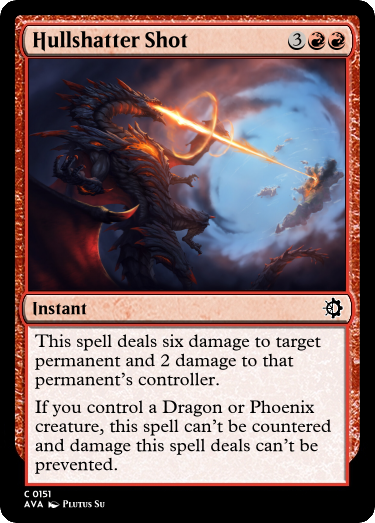 Hullshatter Shot 3
Instant
This spell deals six damage to target
permanent and 2 damage to that
permanent's controller.
If you control a Dragon or Phoenix
creature, this spell can't be countered
and damage this spell deals can't be
prevented.
C 0151
AVA Plutus Su